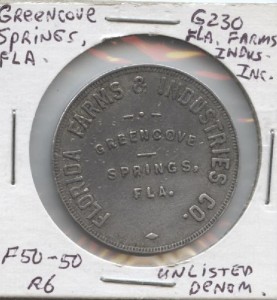 GREENCOVE
SPRINGS,
FLA.
G230
FLA. FARMS
INDUS.
INC.
FLORIDA FARMS & INDUSTRIES CO.
GREENCOVE
SPRINGS,
FLA.
F50-50
R6
UNLISTED
DENOM.